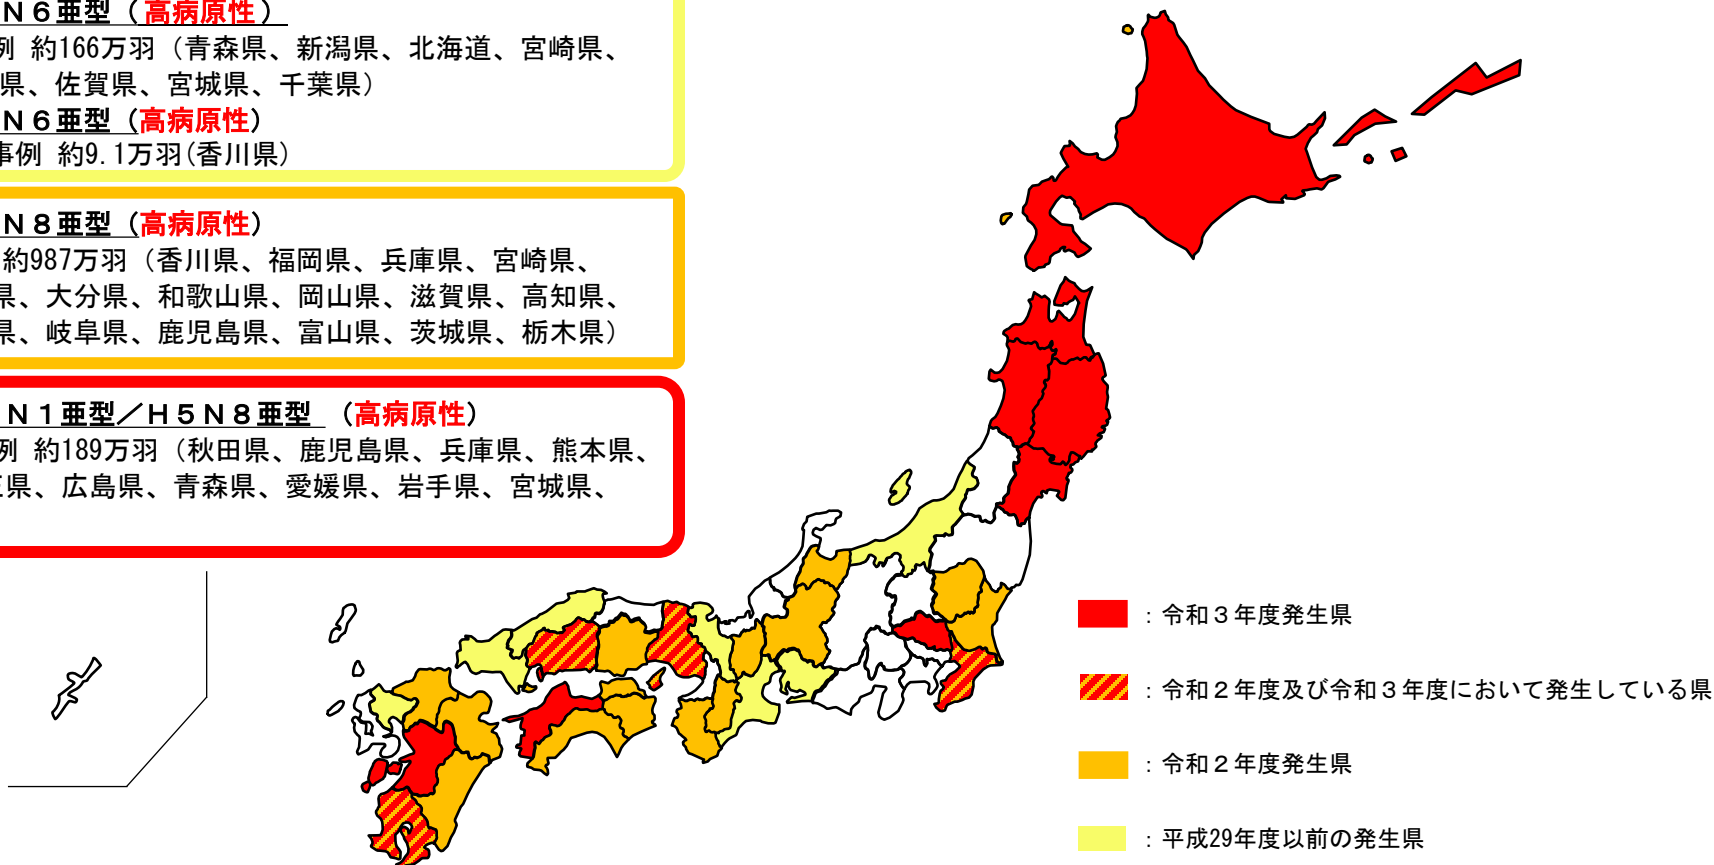 Ｎ６亜型（高病原性）
例 約166万羽（青森県、新潟県、北海道、宮崎県、
県、佐賀県、宮城県、千葉県）
Ｎ６亜型（高病原性）
事例 約9.1万羽(香川県）
Ｎ８亜型（高病原性）
約987万羽（香川県、福岡県、兵庫県、宮崎県、
県、大分県、和歌山県、岡山県、滋賀県、高知県、
県、岐阜県、鹿児島県、富山県、茨城県、栃木県）
Ｎ１亜型／Ｈ５Ｎ８亜型 （高病原性）
例 約189万羽（秋田県、鹿児島県、兵庫県、熊本県、
県、広島県、青森県、愛媛県、岩手県、宮城県、
：令和３年度発生県
：令和２年度及び令和３年度において発生している県
：令和２年度発生県
：平成29年度以前の発生県